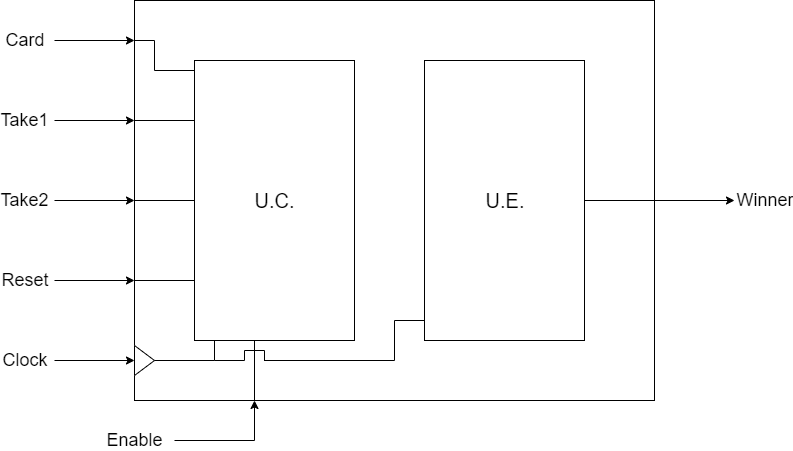 Card
Take1
U.C.
U.E.
Take2
Winner
Reset
Clock
Enable